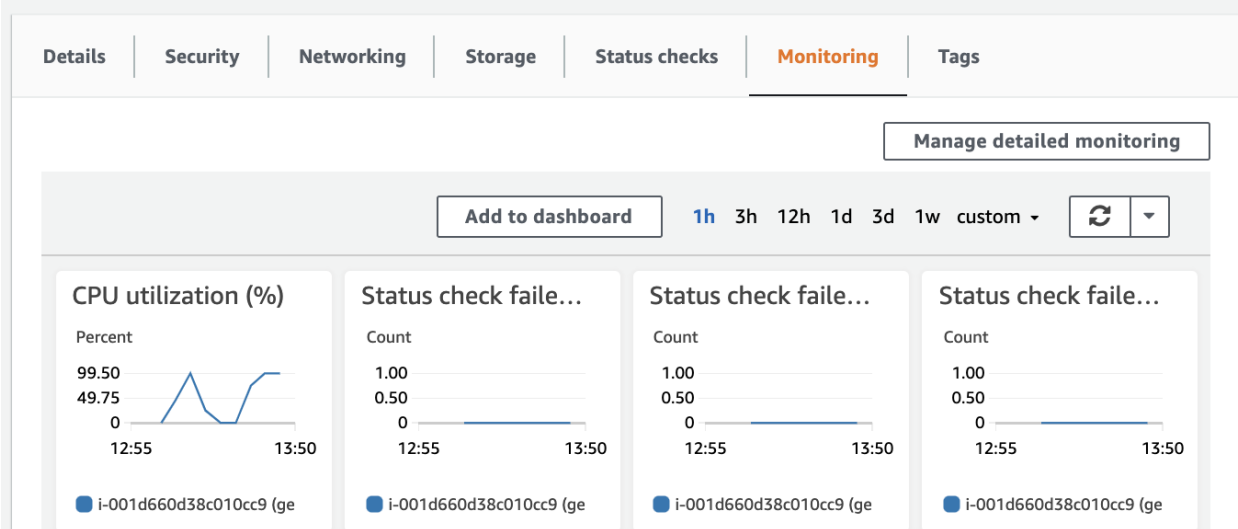 Details Security Networking Storage Status checks Monitoring Tags
Manage detailed monitoring
Add to dashboard 1h 3h 12h 1d 3d 1w custom
CPU utilization (%)
Percent
99.50
49.75
0
12:55 13:50
i-001d660d38c010cc9 (ge
Status check faile...
Count
1.00
0.50
0
12:55 13:50
i-001d660d38c010cc9 (ge
Status check faile...
Count
1.00
0.50
0
12:55 13:50
i-001d660d38c010cc9 (ge
Status check faile...
Count
1.00
0.50
0
12:55 13:50
i-001d660d38c010cc9 (ge